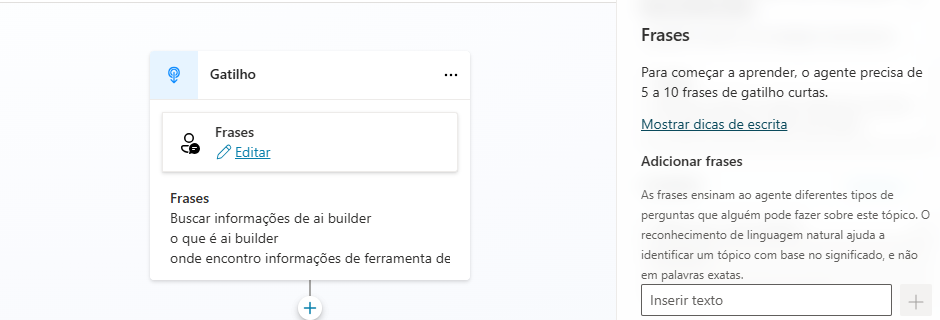 Gatilho
...
Frases
Editar
Frases
Buscar informações de ai builder
o que é ai builder
onde encontro informações de ferramenta de
Frases
Para começar a aprender, o agente precisa de
5 a 10 frases de gatilho curtas.
Mostrar dicas de escrita
Adicionar frases
As frases ensinam ao agente diferentes tipos de
perguntas que alguém pode fazer sobre este tópico. O
reconhecimento de linguagem natural ajuda a
identificar um tópico com base no significado, e não
em palavras exatas.
Inserir texto